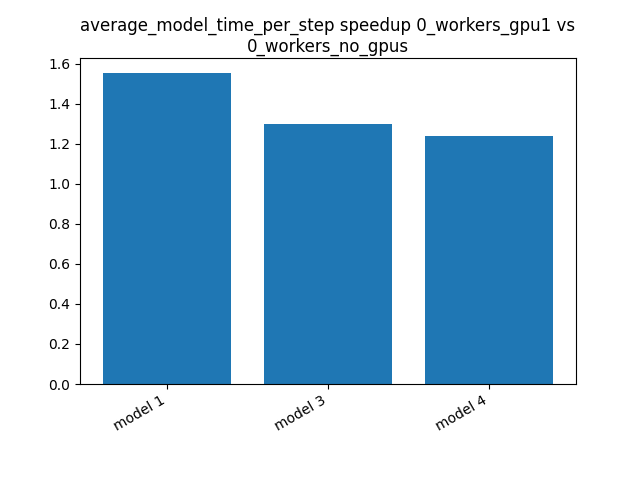 average_model_time_per_step speedup 0_workers_gpu1 vs
0_workers_no_gpus
1.6
1.4
1.2
1.0
0.8
0.6
0.4
0.2
0.0
model 1
model 3
model 4